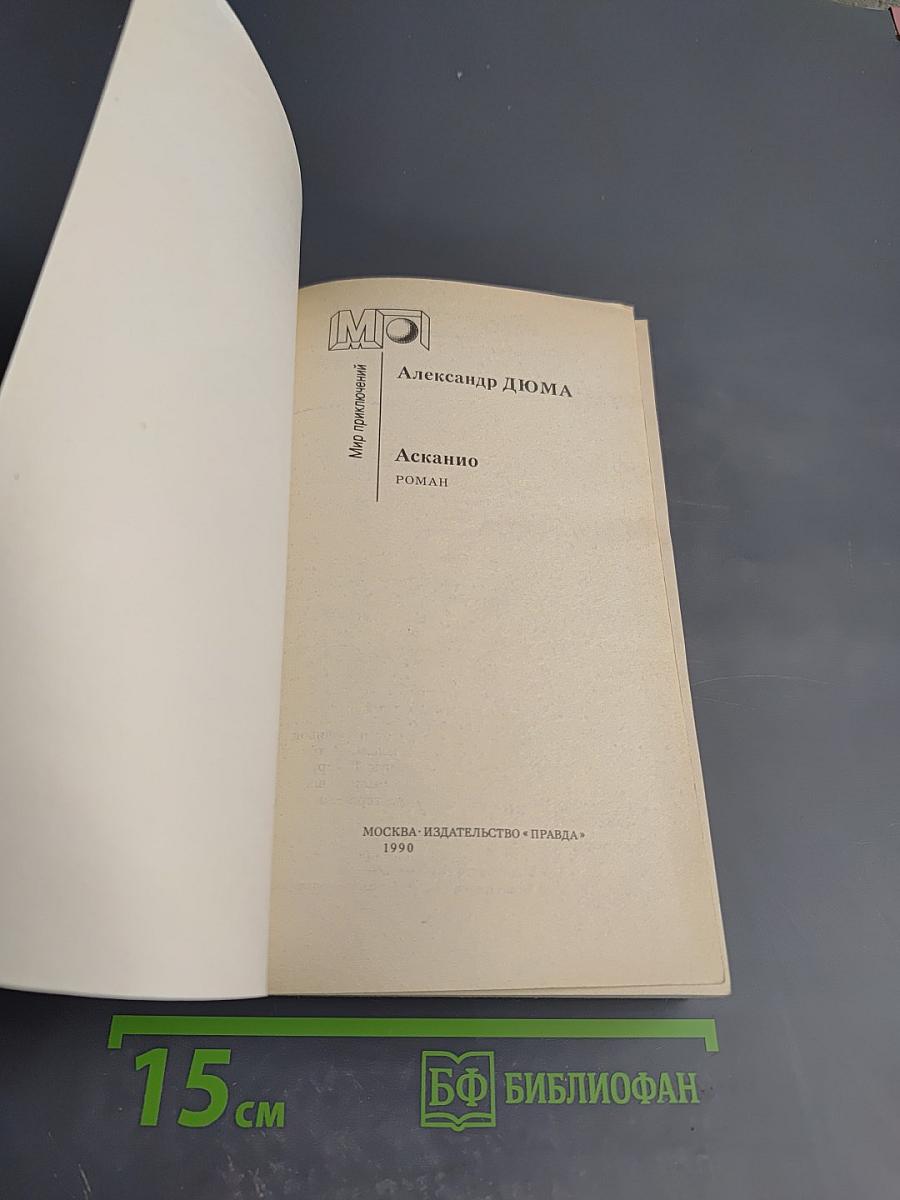 МП
Мир приключений
Александр ДЮМА
Асканио
РОМАН
МОСКВА·ИЗДАТЕЛЬСТВО «ПРАВДА»
1990
15 см
БФ БИБЛИОФАН